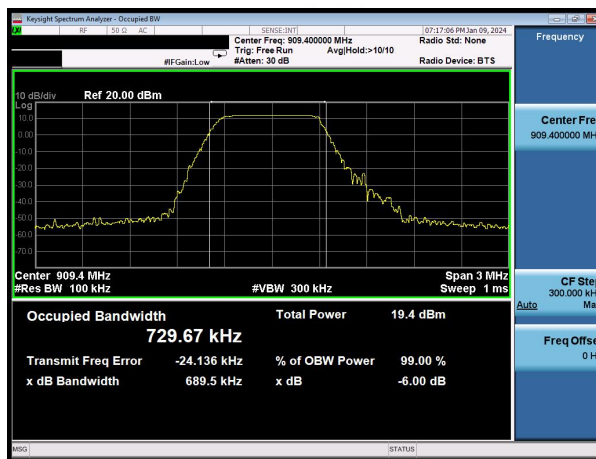 Keysight Spectrum Analyzer - Occupied BW
RF 50 Ω AC SENSE:INT 07:17:06 PM Jan 09, 2024
Center Freq: 909.400000 MHz Radio Std: None
Trig: Free Run Avg|Hold:>10/10
#IFGain:Low #Atten: 30 dB Radio Device: BTS
Frequency
10 dB/div Ref 20.00 dBm
Log
10.0
0.00
-10.0
-20.0
-30.0
-40.0
-50.0
-60.0
-70.0
Center Fre
909.400000 MH
Center 909.4 MHz Span 3 MHz
#Res BW 100 kHz #VBW 300 kHz Sweep 1 ms
CF Step
300.000 kH
Auto Ma
Occupied Bandwidth Total Power 19.4 dBm
729.67 kHz
Transmit Freq Error -24.136 kHz % of OBW Power 99.00 %
x dB Bandwidth 689.5 kHz x dB -6.00 dB
Freq Offse
0 H
MSG STATUS